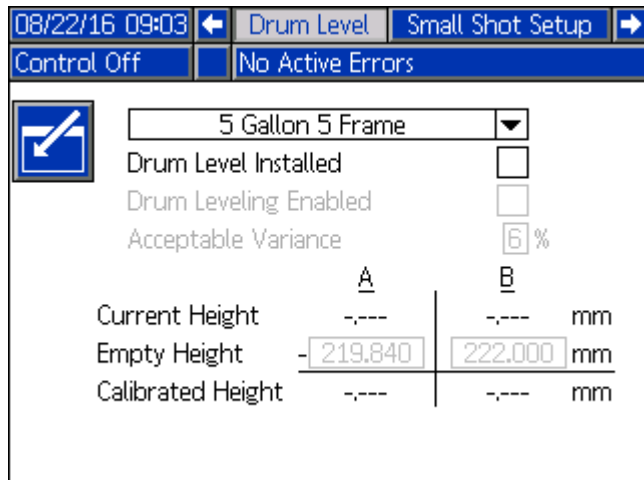 08/22/16 09:03 Drum Level Small Shot Setup
Control Off No Active Errors
5 Gallon 5 Frame
Drum Level Installed
Drum Leveling Enabled
Acceptable Variance 6 %
A B
Current Height -.--- -.--- mm
Empty Height - 219.840 222.000 mm
Calibrated Height -.--- -.--- mm